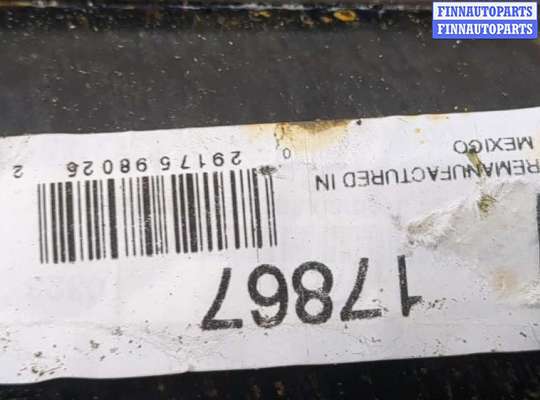 FINNAUTOPARTS
FINNAUTOPARTS
17867
REMANUFACTURED IN
MEXICO
0 29175 98026 2